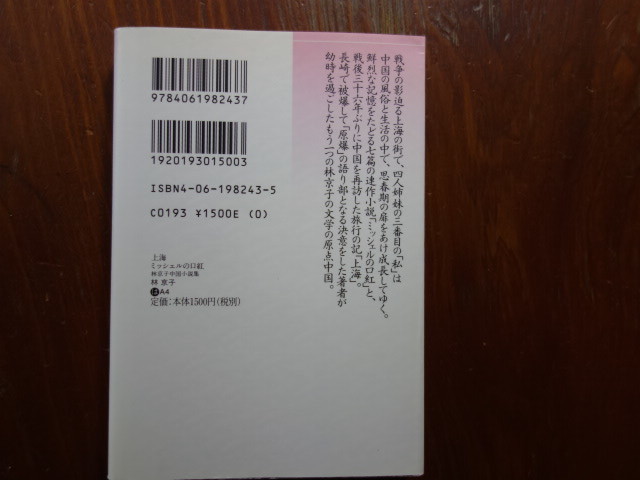 戦争の影迫る上海の街で、四人姉妹の三番目の「私」は
中国の風俗と生活の中で、思春期の扉をあけ成長してゆく。
鮮烈な記憶をたどる七篇の連作小説『ミッシェルの口紅』と、
戦後三十六年ぶりに中国を再訪した旅行の記『上海』。
長崎で被爆して「原爆」の語り部となる決意をした著者が
幼時を過ごしたもう一つの林京子の文学の原点中国。
9784061982437
1920193015003
ISBN4-06-198243-5
C0193 ¥1500E (0)
上海
ミッシェルの口紅
林京子中国小説集
林 京子
はA4
定価:本体1500円(税別)